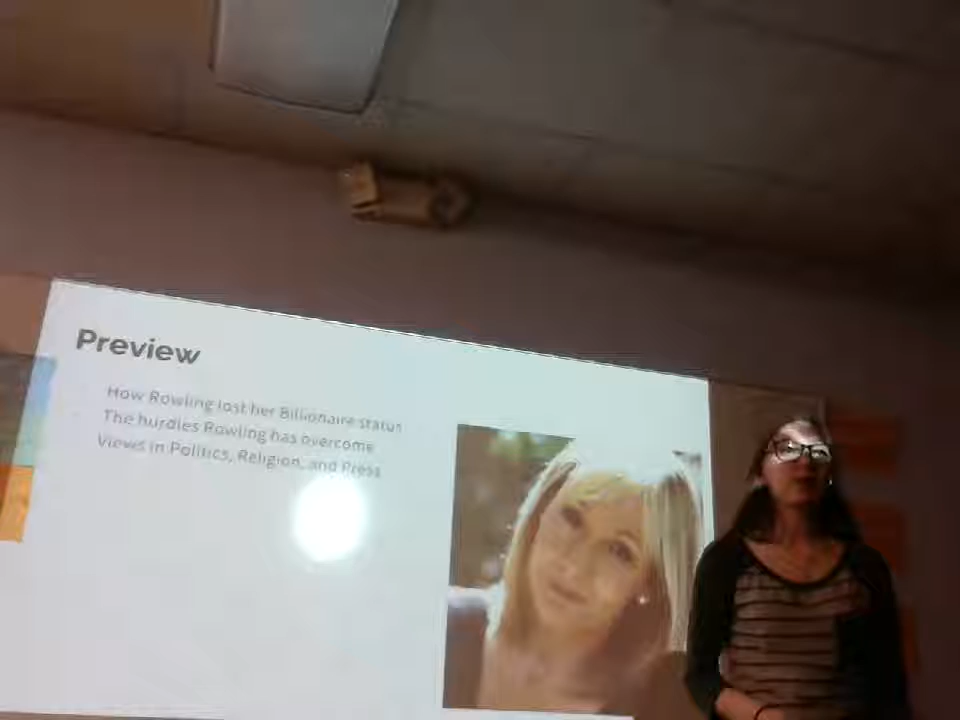 Preview
How Rowling lost her Billionaire status
The hurdles Rowling has overcome
Views in Politics, Religion, and Press